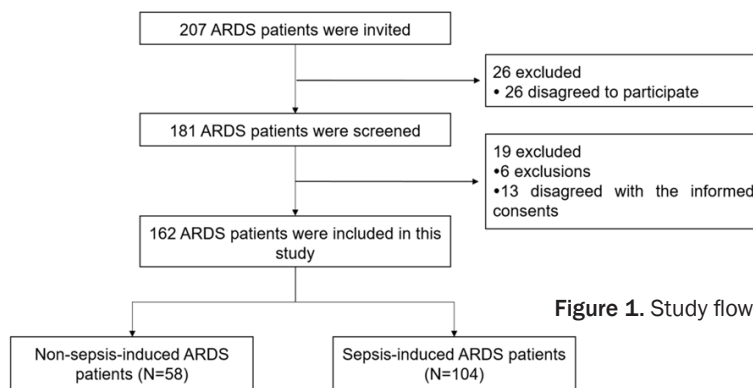 207 ARDS patients were invited
26 excluded
• 26 disagreed to participate
181 ARDS patients were screened
19 excluded
•6 exclusions
•13 disagreed with the informed
consents
162 ARDS patients were included in this
study
Figure 1. Study flow
Non-sepsis-induced ARDS
patients (N=58)
Sepsis-induced ARDS patients
(N=104)